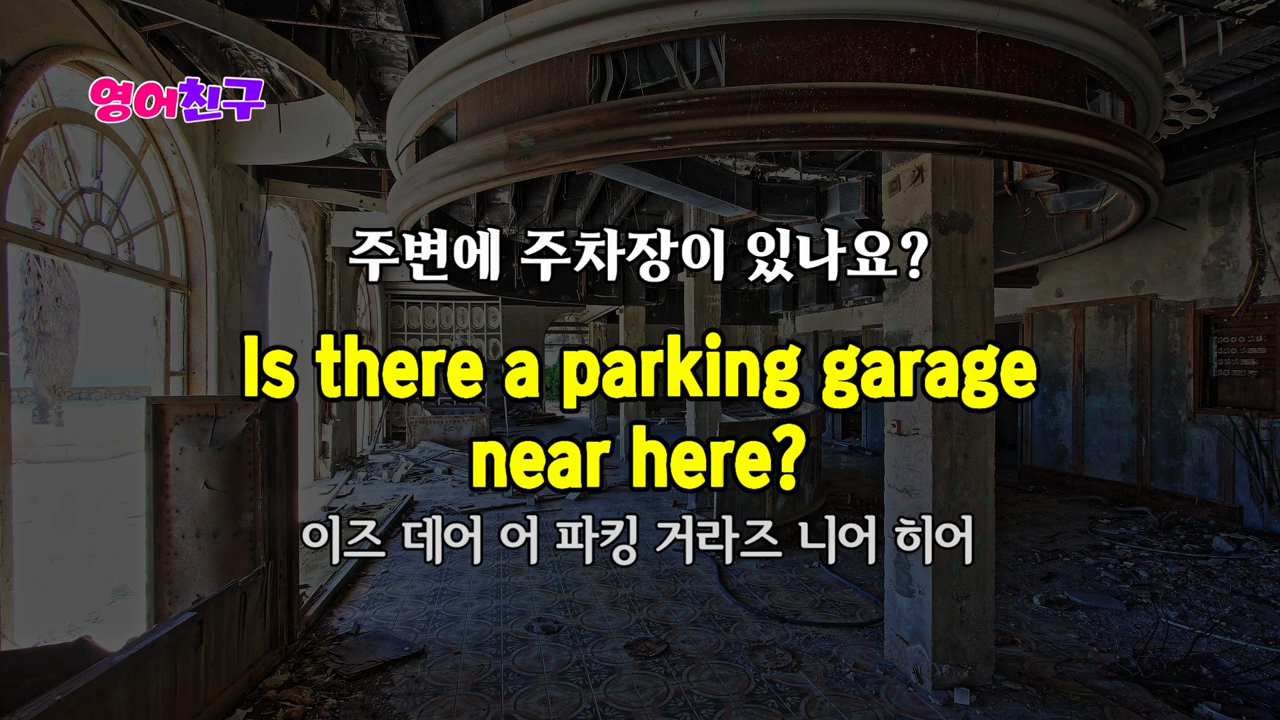 영어친구
주변에 주차장이 있나요?
Is there a parking garage
near here?
이즈 데어 어 파킹 거라즈 니어 히어